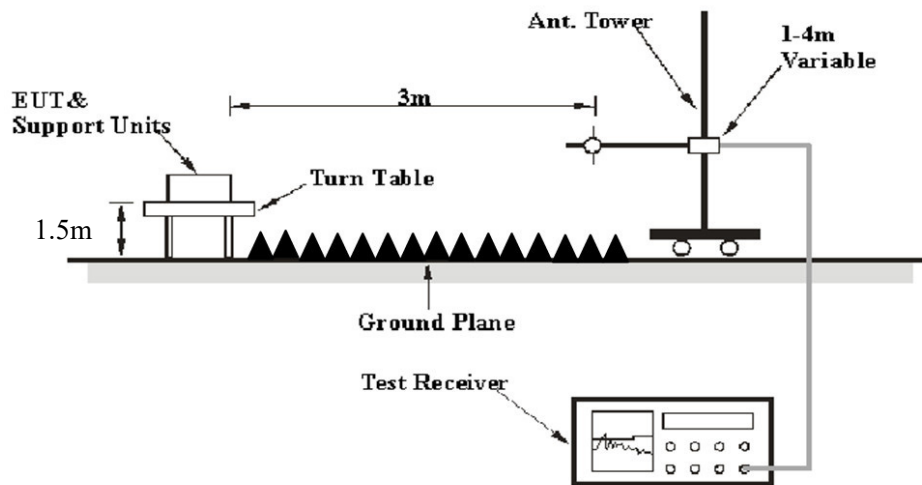 Ant. Tower
1-4m
Variable
3m
EUT&
Support Units
Turn Table
1.5m
Ground Plane
Test Receiver